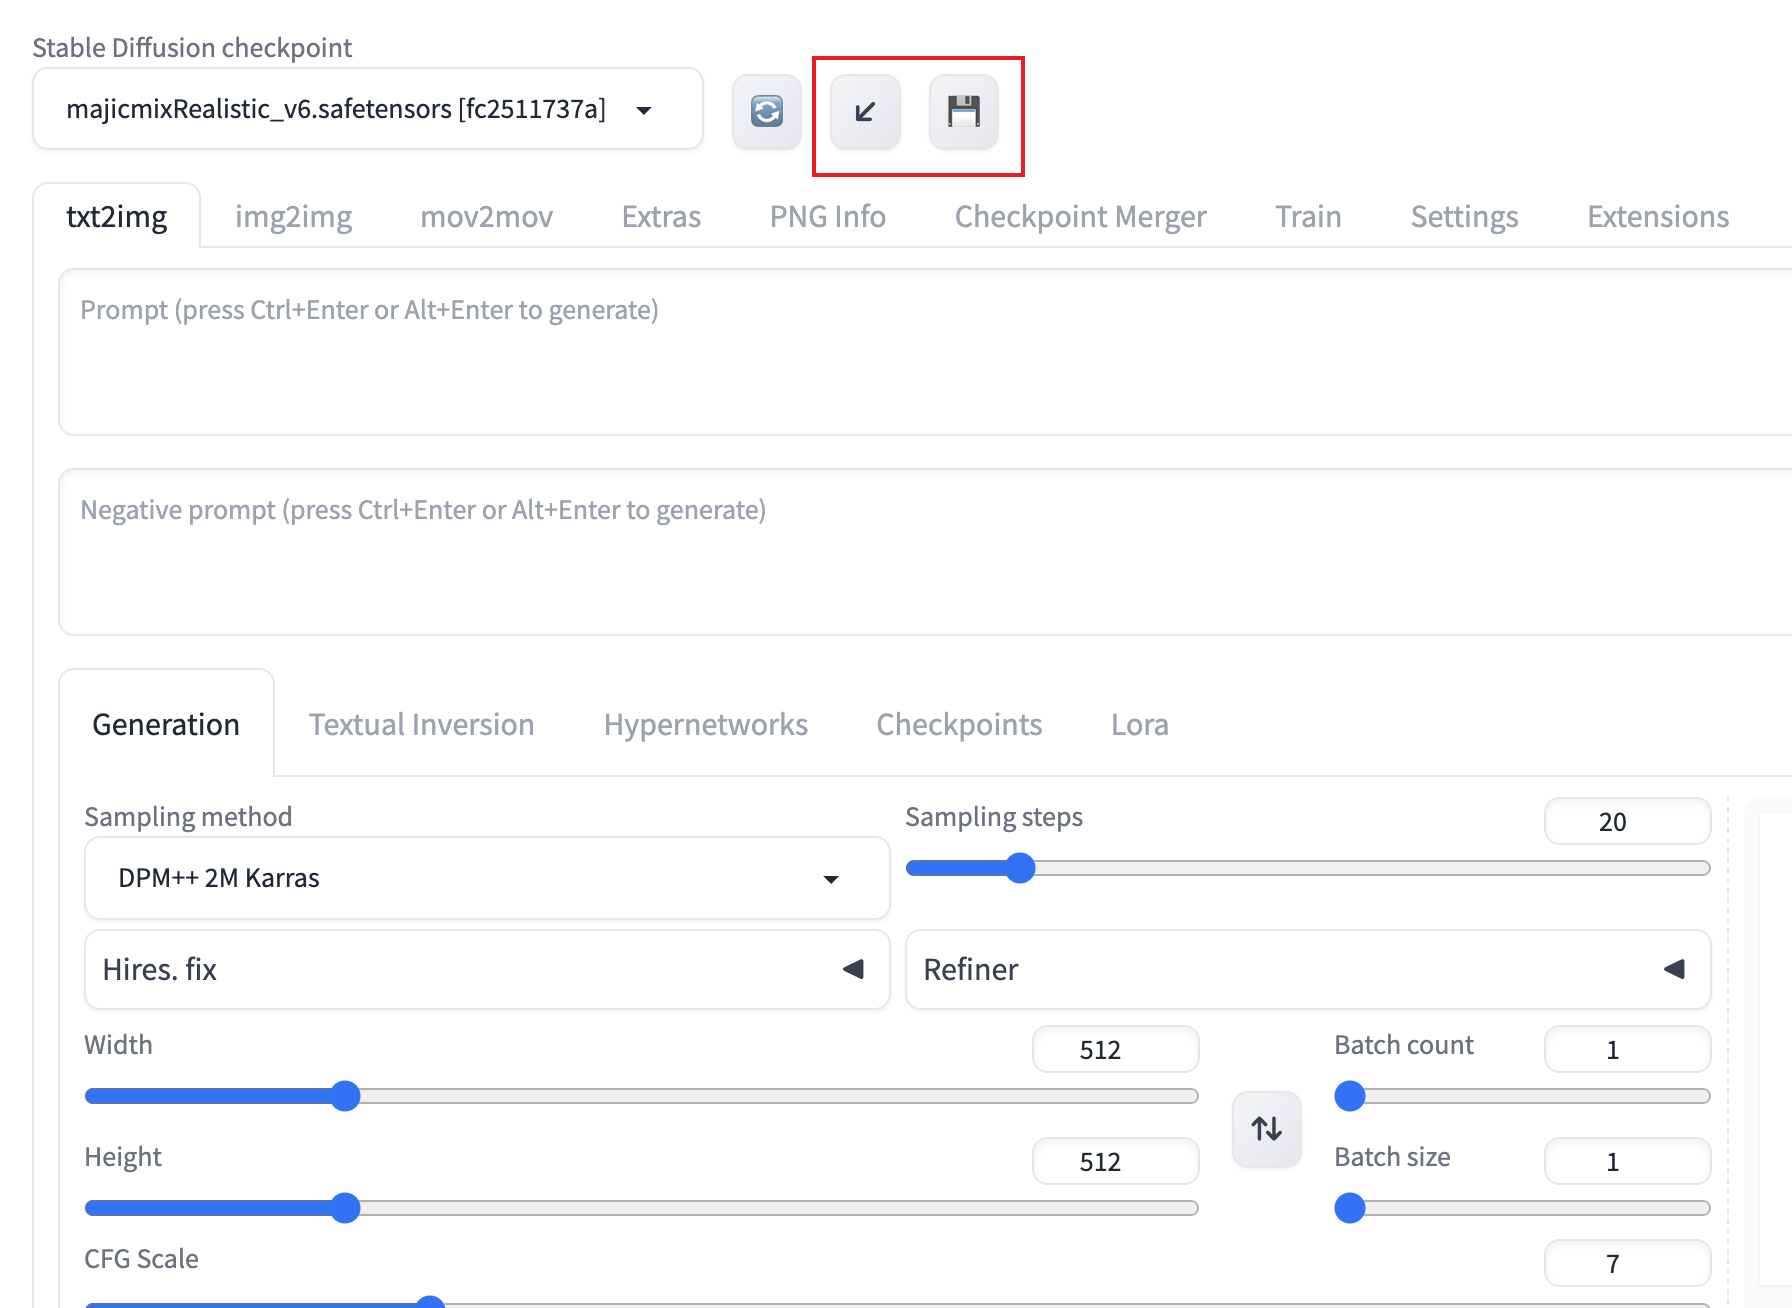 Stable Diffusion checkpoint
majicmixRealistic_v6.safetensors [fc2511737a]
txt2img img2img mov2mov Extras PNG Info Checkpoint Merger Train Settings Extensions
Prompt (press Ctrl+Enter or Alt+Enter to generate)
Negative prompt (press Ctrl+Enter or Alt+Enter to generate)
Generation Textual Inversion Hypernetworks Checkpoints Lora
Sampling method Sampling steps 20
DPM++ 2M Karras
Hires. fix Refiner
Width 512 Batch count 1
Height 512 Batch size 1
CFG Scale 7